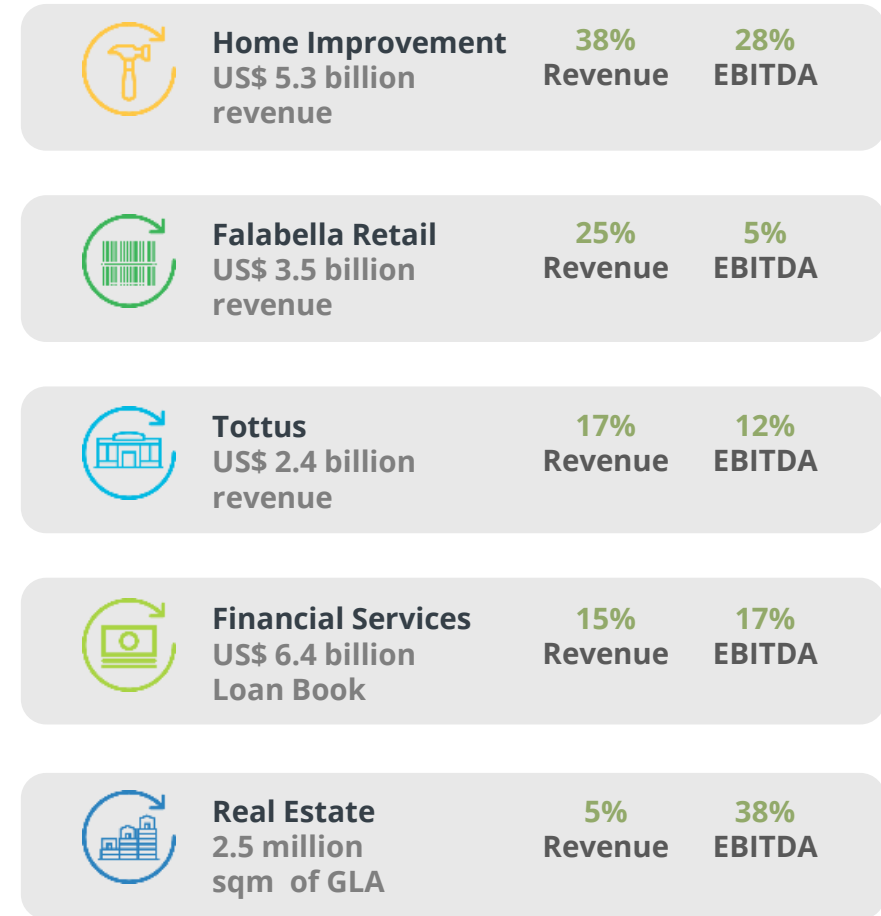 Home Improvement
US$ 5.3 billion
revenue
38%
Revenue
28%
EBITDA
Falabella Retail
US$ 3.5 billion
revenue
25%
Revenue
5%
EBITDA
Tottus
US$ 2.4 billion
revenue
17%
Revenue
12%
EBITDA
Financial Services
US$ 6.4 billion
Loan Book
15%
Revenue
17%
EBITDA
Real Estate
2.5 million
sqm of GLA
5%
Revenue
38%
EBITDA